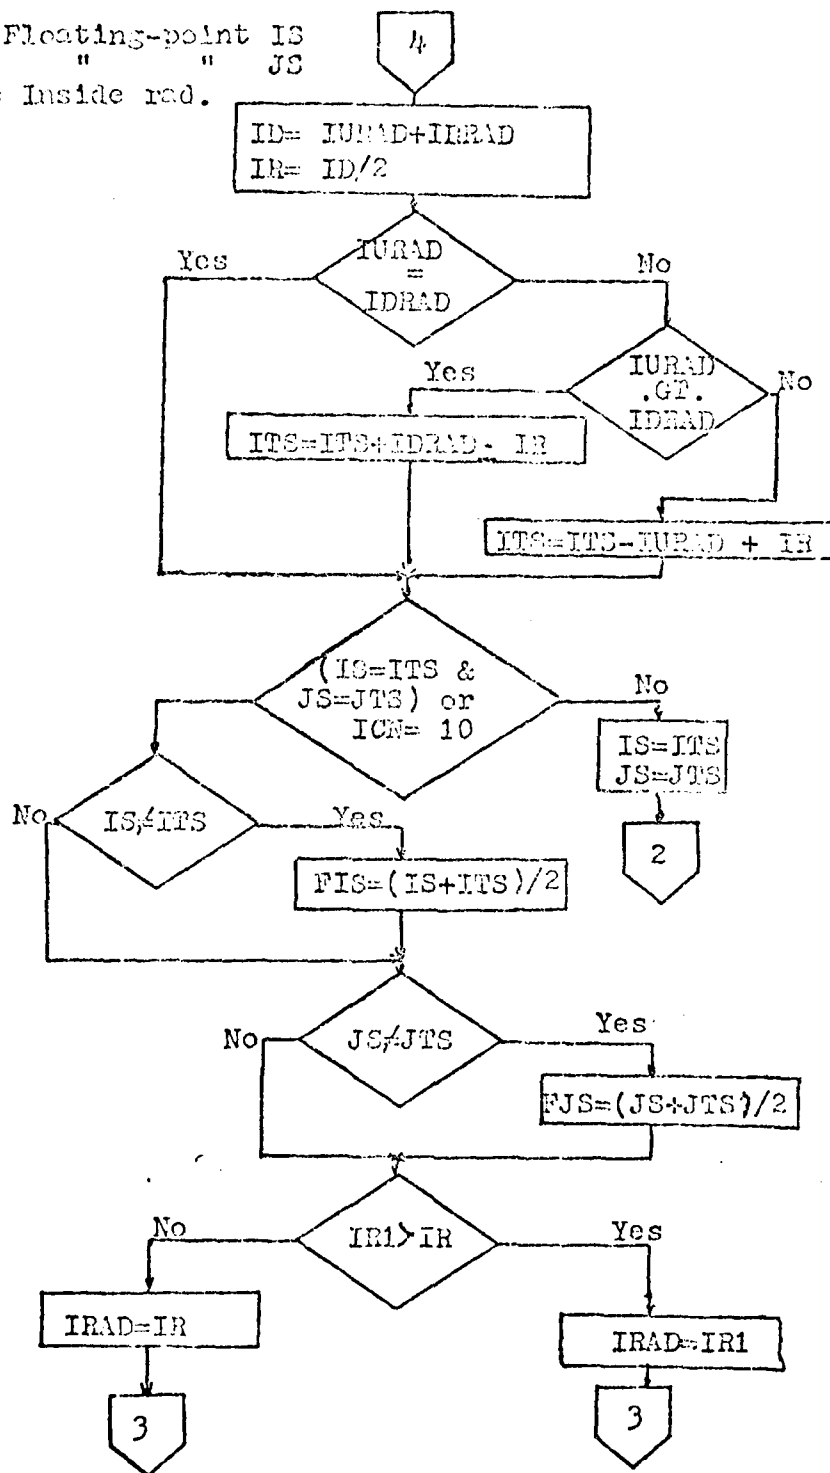 Floating-point IS
" " JS
= Inside rad.
4
ID= IURAD+IDRAD
IR= ID/2
Yes
IURAD
=
IDRAD
No
Yes
IURAD
.GT.
IDRAD
No
ITS=ITS+IDRAD- IR
ITS=ITS-IURAD + IR
(IS=ITS &
JS=JTS) or
ICN= 10
No
IS=ITS
JS=JTS
2
No
IS≠ITS
Yes
FIS=(IS+ITS)/2
No
JS≠JTS
Yes
FJS=(JS+JTS)/2
No
IR1>IR
Yes
IRAD=IR
IRAD=IR1
3
3